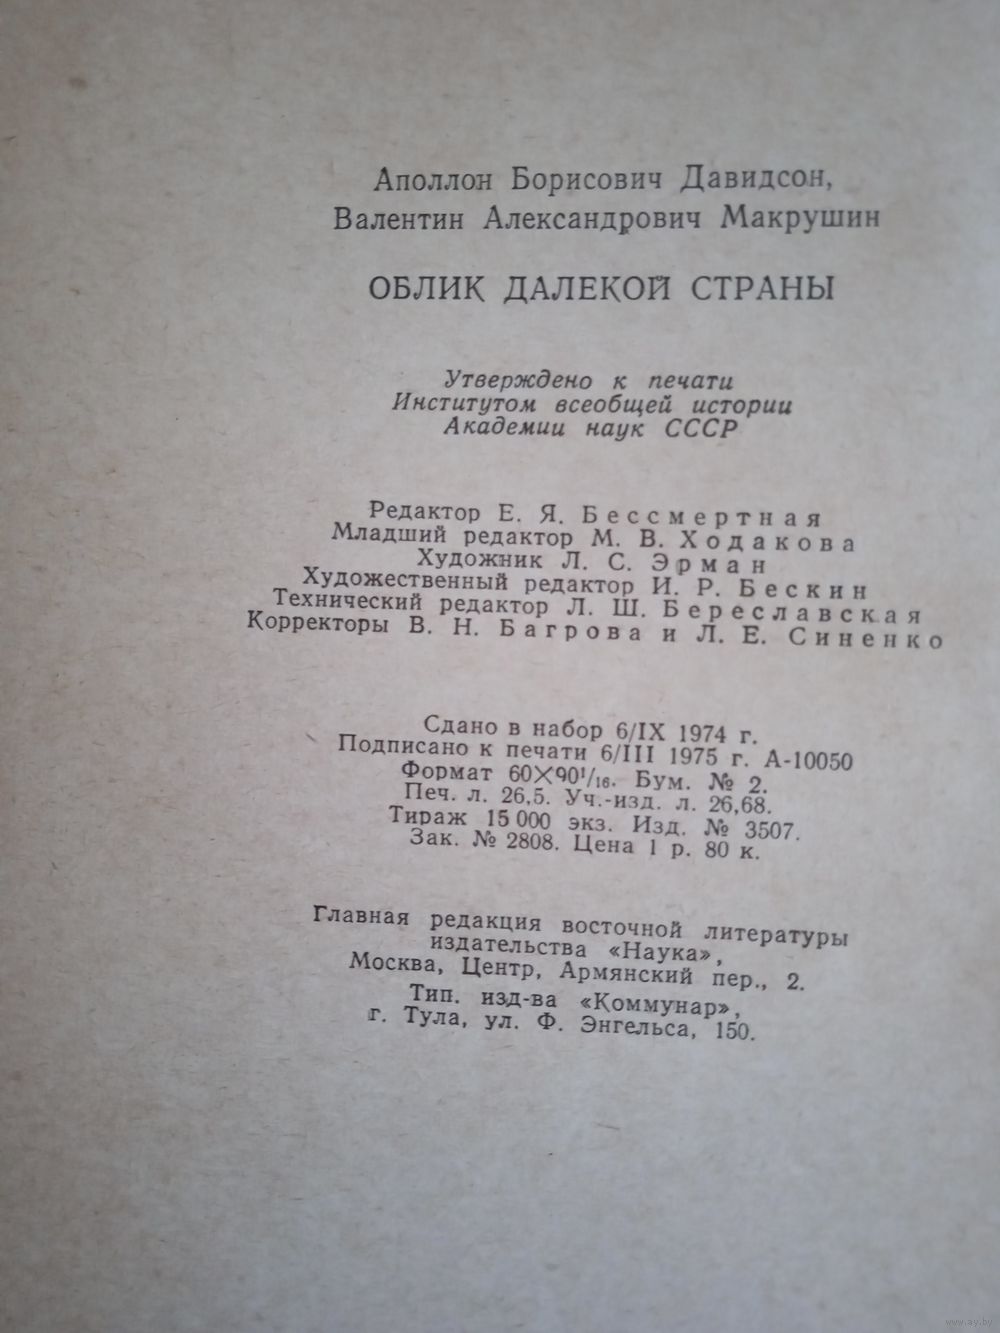 Аполлон Борисович Давидсон,
Валентин Александрович Макрушин
ОБЛИК ДАЛЕКОЙ СТРАНЫ
Утверждено к печати
Институтом всеобщей истории
Академии наук СССР
Редактор Е. Я. Бессмертная
Младший редактор М. В. Ходакова
Художник Л. С. Эрман
Художественный редактор И. Р. Бескин
Технический редактор Л. Ш. Береславская
Корректоры В. Н. Багрова и Л. Е. Синенко
Сдано в набор 6/IX 1974 г.
Подписано к печати 6/III 1975 г. А-10050
Формат 60×90¹/₁₆. Бум. № 2.
Печ. л. 26,5. Уч.-изд. л. 26,68.
Тираж 15 000 экз. Изд. № 3507.
Зак. № 2808. Цена 1 р. 80 к.
Главная редакция восточной литературы
издательства «Наука»,
Москва, Центр, Армянский пер., 2.
Тип. изд-ва «Коммунар»,
г. Тула, ул. Ф. Энгельса, 150.
www.ay.by